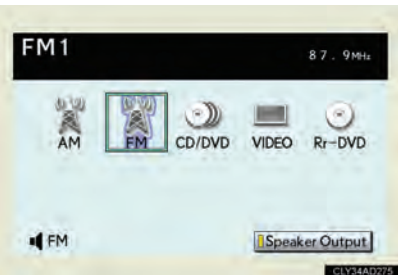 FM1
87.9MHz
AM FM CD/DVD VIDEO Rr-DVD
FM Speaker Output
CLY34AD275